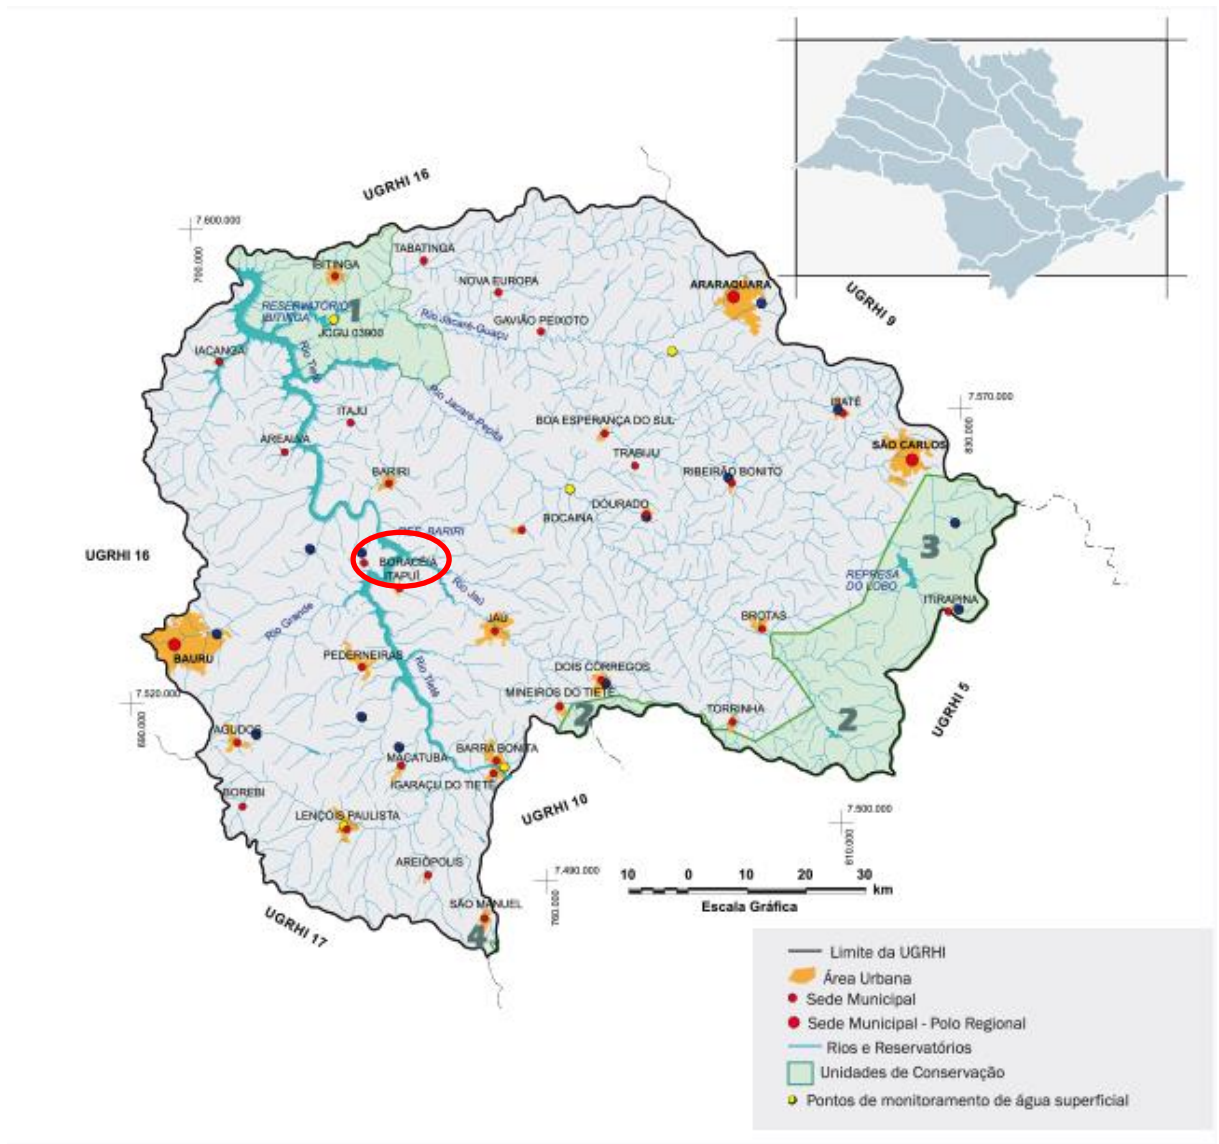 UGRHI 16
7.600.000
700.000
TABATINGA
IBITINGA
NOVA EUROPA
ARARAQUARA
UGRHI 9
RESERVATÓRIO
IBITINGA
1
JCGU 03900
Rio Jacaré-Guaçu
GAVIÃO PEIXOTO
IACANGA
Rio Tietê
7.570.000
830.000
Rio Jacaré-Pepita
IBATÉ
ITAJU
BOA ESPERANÇA DO SUL
AREALVA
SÃO CARLOS
TRABIJU
BARIRI
RIBEIRÃO BONITO
DOURADO
BOCAINA
RES. BARIRI
UGRHI 16
3
BORACÉIA
ITAPUÍ
REPRESA
DO LOBO
Rio Jaú
ITIRAPINA
Rio Grande
JAÚ
BROTAS
BAURU
PEDERNEIRAS
Rio Tietê
DOIS CÓRREGOS
7.520.000
690.000
MINEIROS DO TIETÊ
2
TORRINHA
2
UGRHI 5
AGUDOS
BARRA BONITA
MACATUBA
IGARAÇU DO TIETÊ
BOREBI
UGRHI 10
7.500.000
810.000
LENÇOIS PAULISTA
AREIÓPOLIS
7.490.000
760.000
10 0 10 20 30
km
Escala Gráfica
SÃO MANUEL
4
UGRHI 17
Limite da UGRHI
Área Urbana
Sede Municipal
Sede Municipal - Polo Regional
Rios e Reservatórios
Unidades de Conservação
Pontos de monitoramento de água superficial